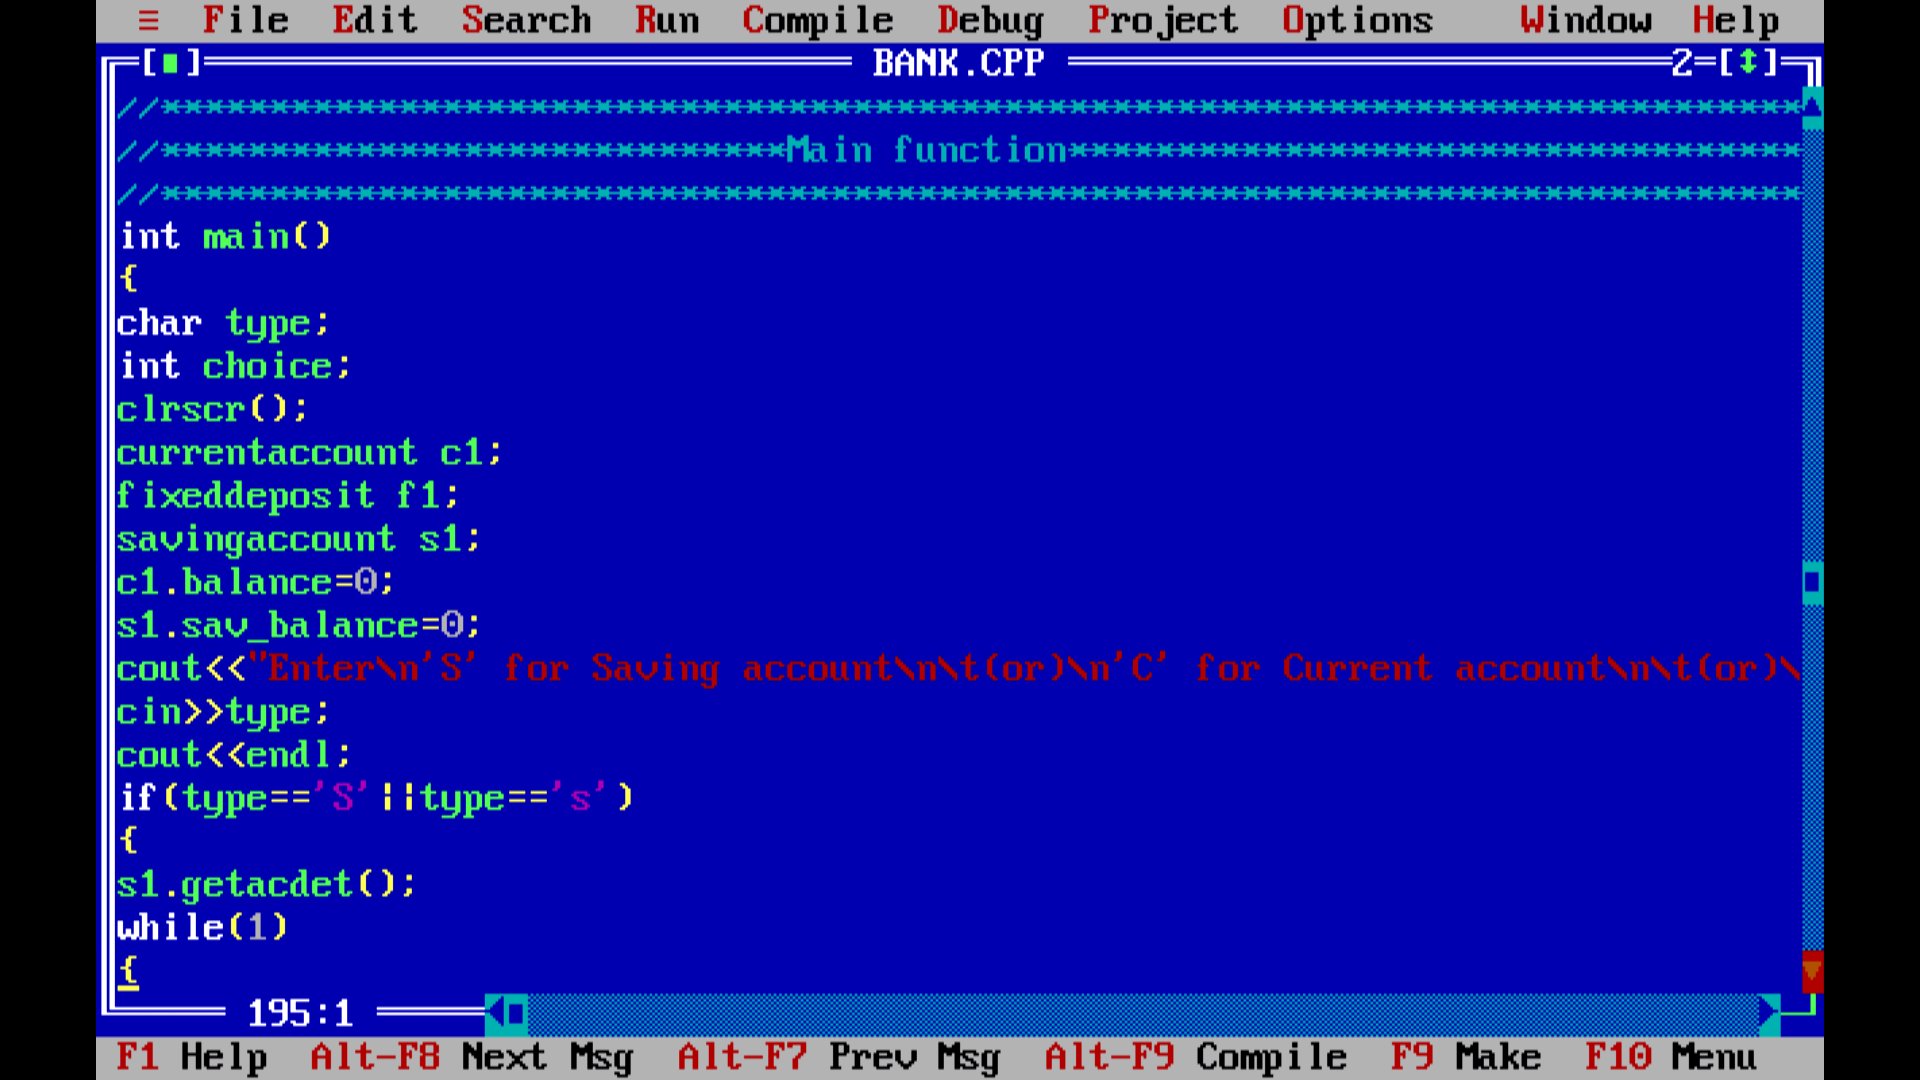 ≡ File Edit Search Run Compile Debug Project Options Window Help
[■] BANK.CPP 2=[↕]
//****************************************************************************
//*****************************Main function**********************************
//****************************************************************************
int main()
{
char type;
int choice;
clrscr();
currentaccount c1;
fixeddeposit f1;
savingaccount s1;
c1.balance=0;
s1.sav_balance=0;
cout<<"Enter\n'S' for Saving account\n\t(or)\n'C' for Current account\n\t(or)\
cin>>type;
cout<<endl;
if(type=='S'||type=='s')
{
s1.getacdet();
while(1)
{
195:1
F1 Help Alt-F8 Next Msg Alt-F7 Prev Msg Alt-F9 Compile F9 Make F10 Menu